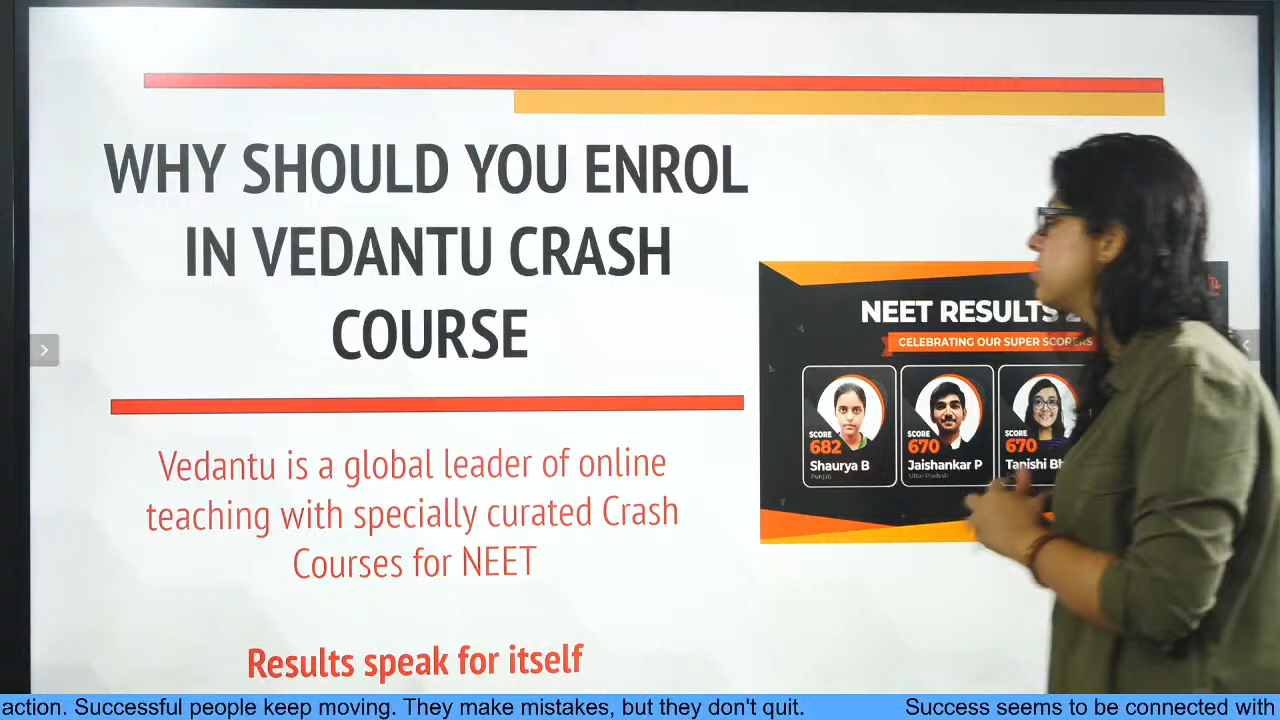 WHY SHOULD YOU ENROL
IN VEDANTU CRASH
COURSE
Vedantu is a global leader of online
teaching with specially curated Crash
Courses for NEET
Results speak for itself
NEET RESULTS
CELEBRATING OUR SUPER SCORERS
SCORE
682
Shaurya B
Punjab
SCORE
670
Jaishankar P
Uttar Pradesh
SCORE
670
Tanishi Bh
action. Successful people keep moving. They make mistakes, but they don't quit.
Success seems to be connected with